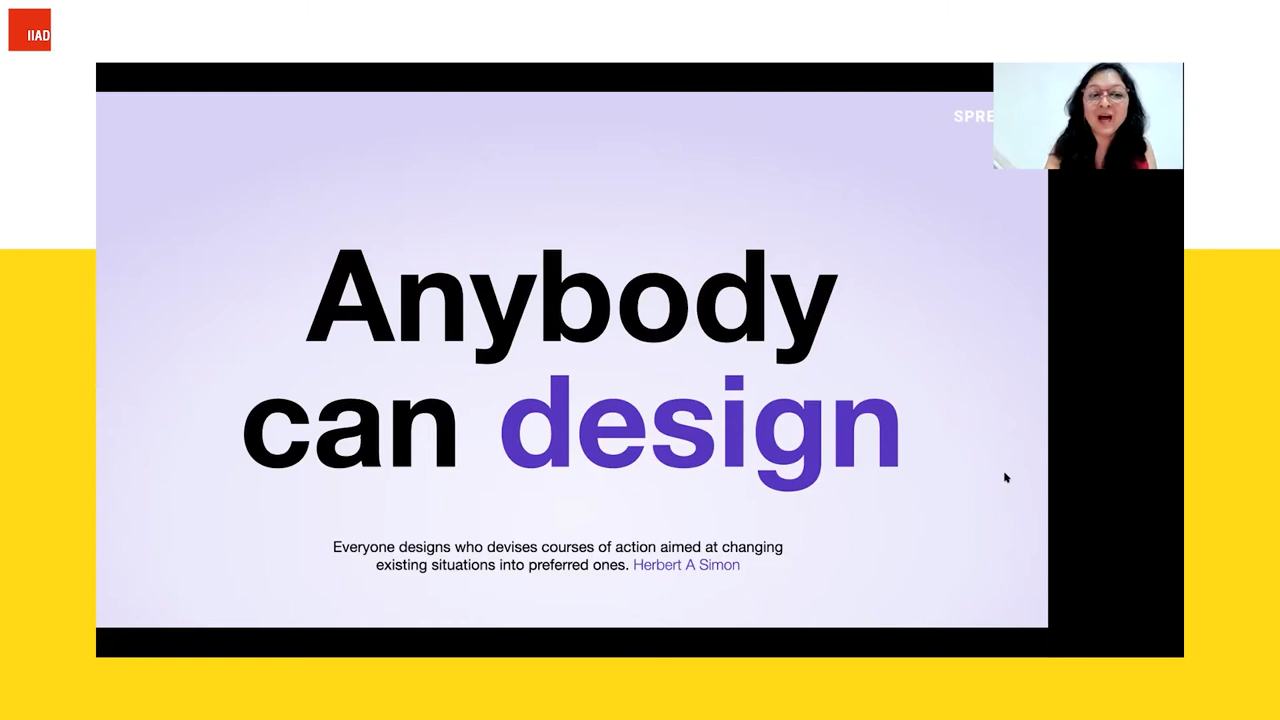 IIAD
Anybody
can design
Everyone designs who devises courses of action aimed at changing
existing situations into preferred ones. Herbert A Simon